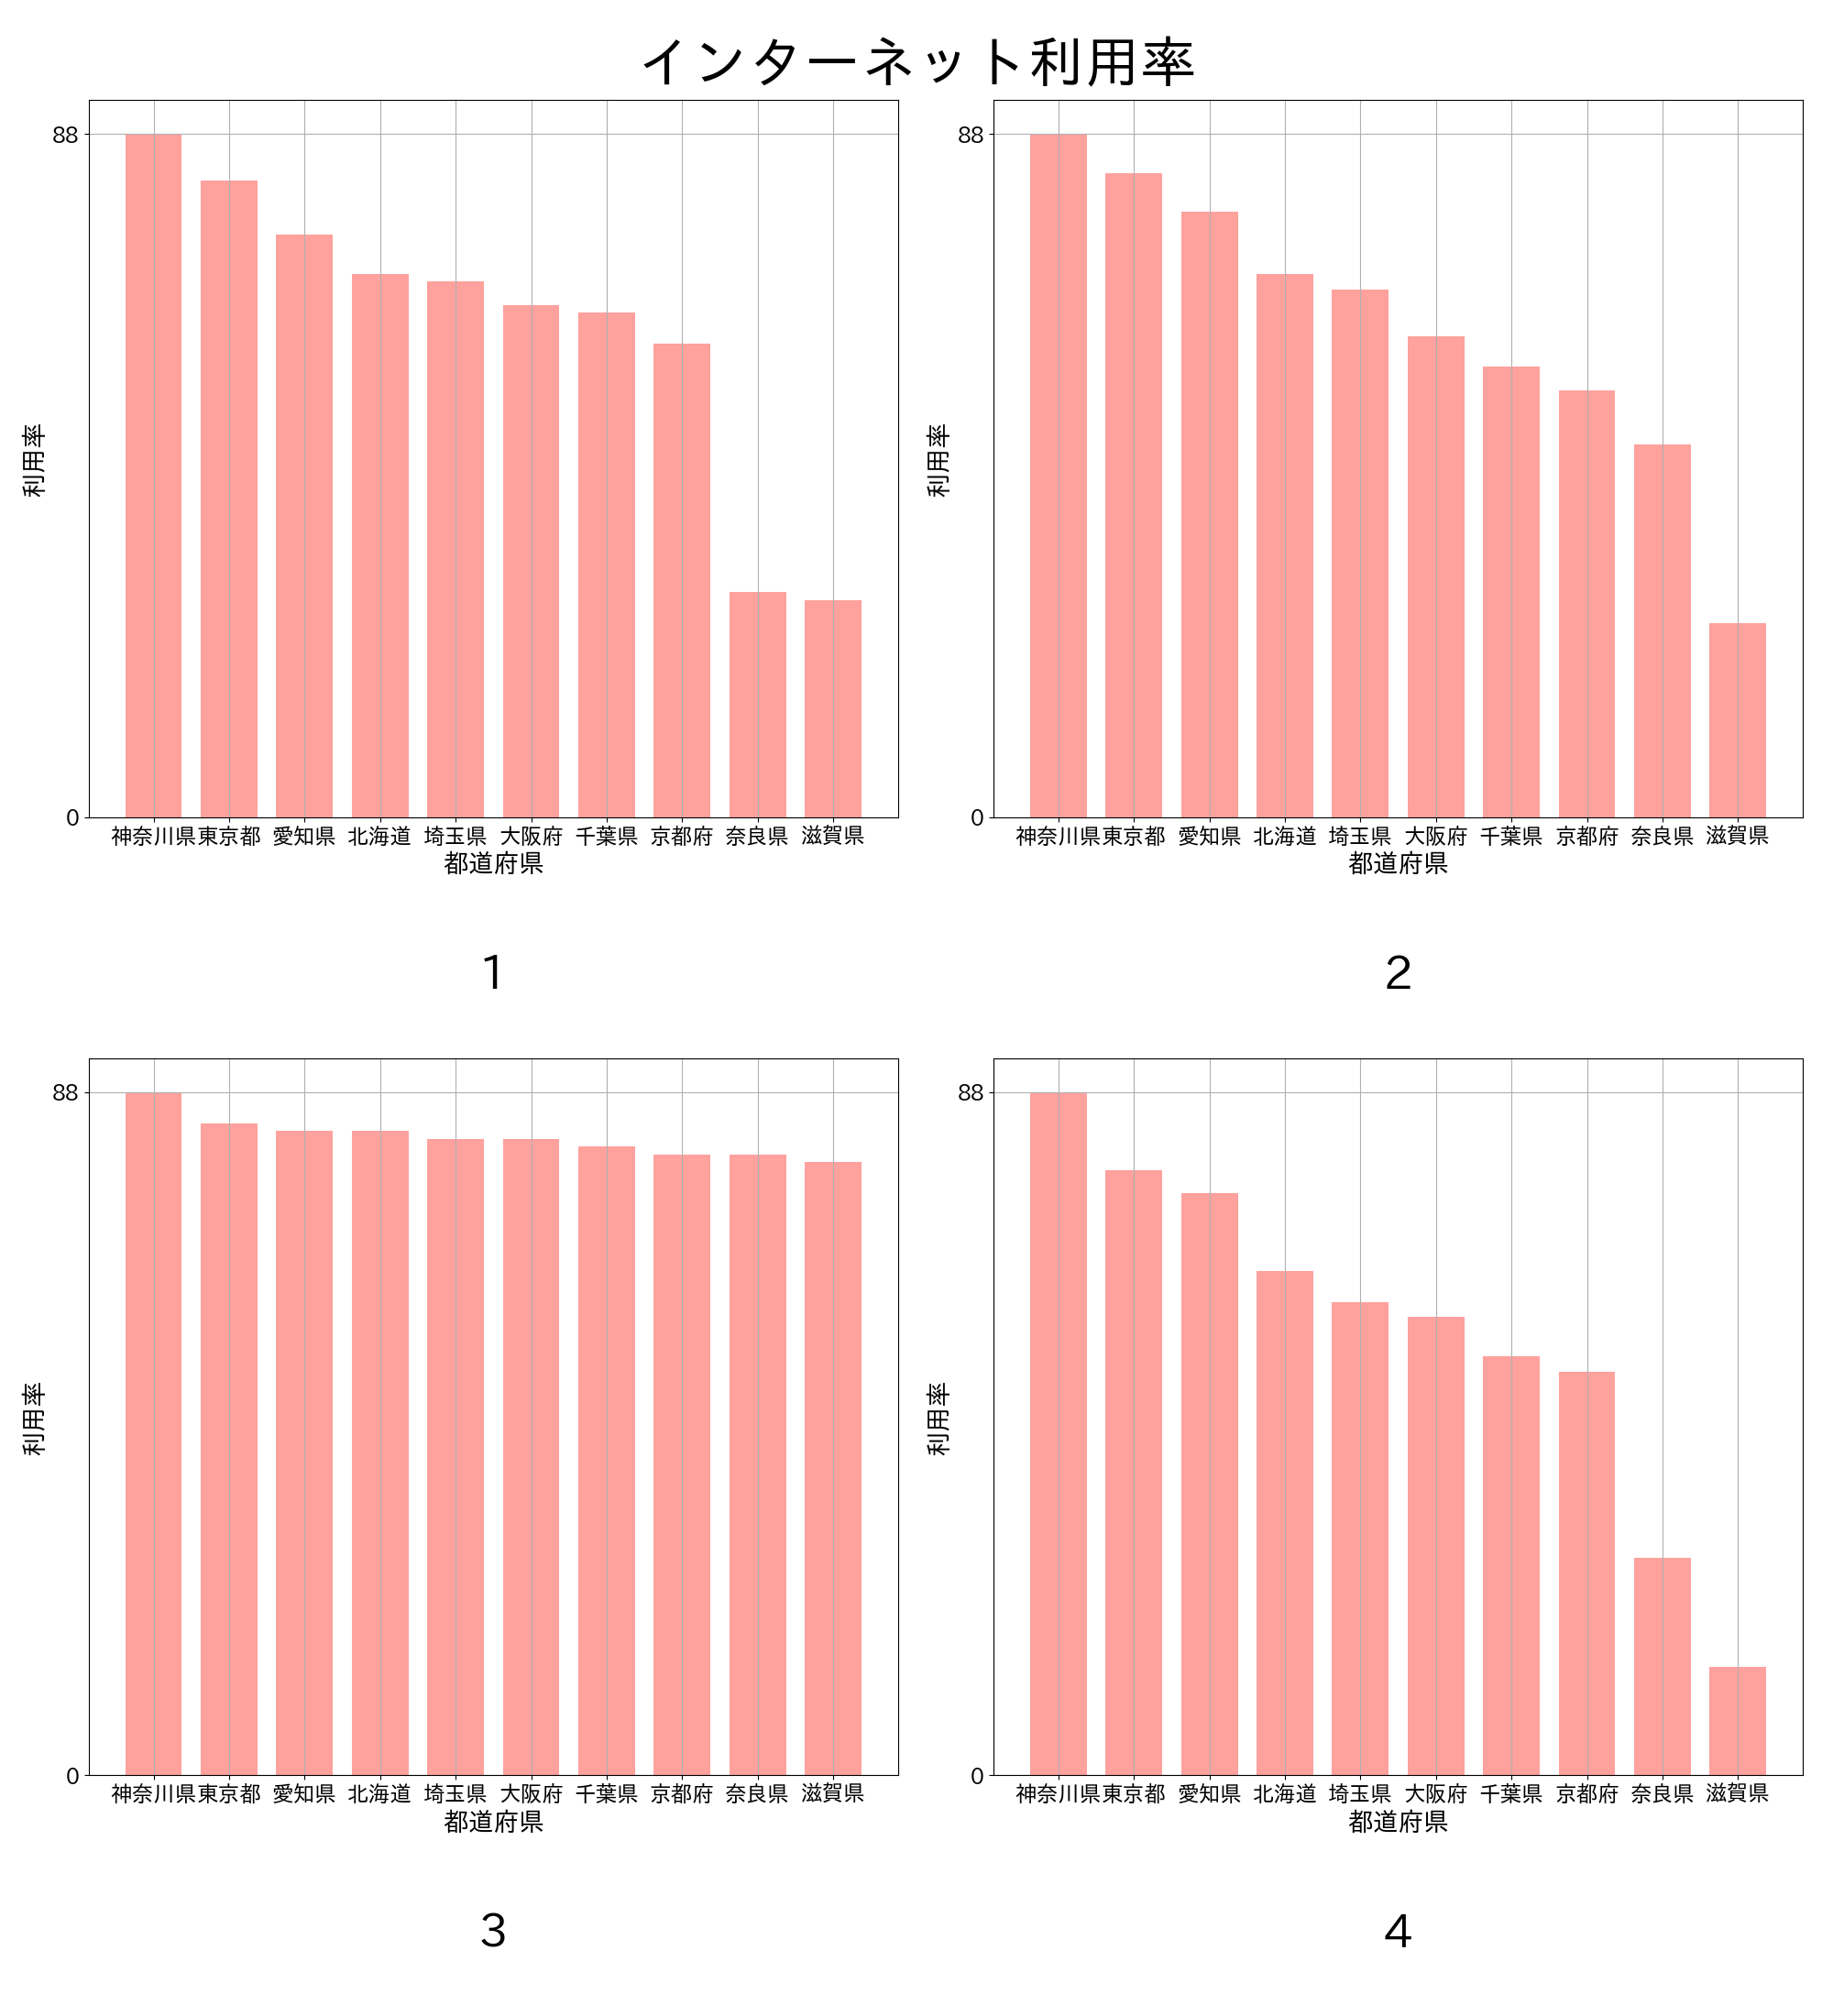 インターネット利用率
88
0
利用率
神奈川県 東京都 愛知県 北海道 埼玉県 大阪府 千葉県 京都府 奈良県 滋賀県
都道府県
1
88
0
利用率
神奈川県 東京都 愛知県 北海道 埼玉県 大阪府 千葉県 京都府 奈良県 滋賀県
都道府県
2
88
0
利用率
神奈川県 東京都 愛知県 北海道 埼玉県 大阪府 千葉県 京都府 奈良県 滋賀県
都道府県
3
88
0
利用率
神奈川県 東京都 愛知県 北海道 埼玉県 大阪府 千葉県 京都府 奈良県 滋賀県
都道府県
4